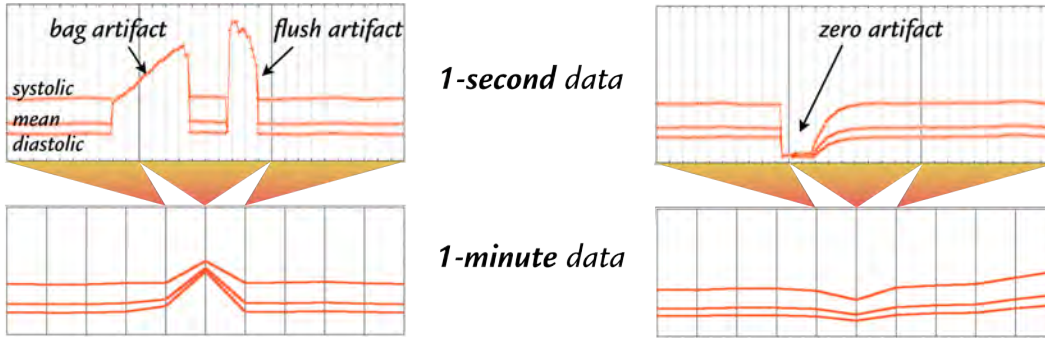 bag artifact
flush artifact
systolic
mean
diastolic
1-second data
zero artifact
1-minute data